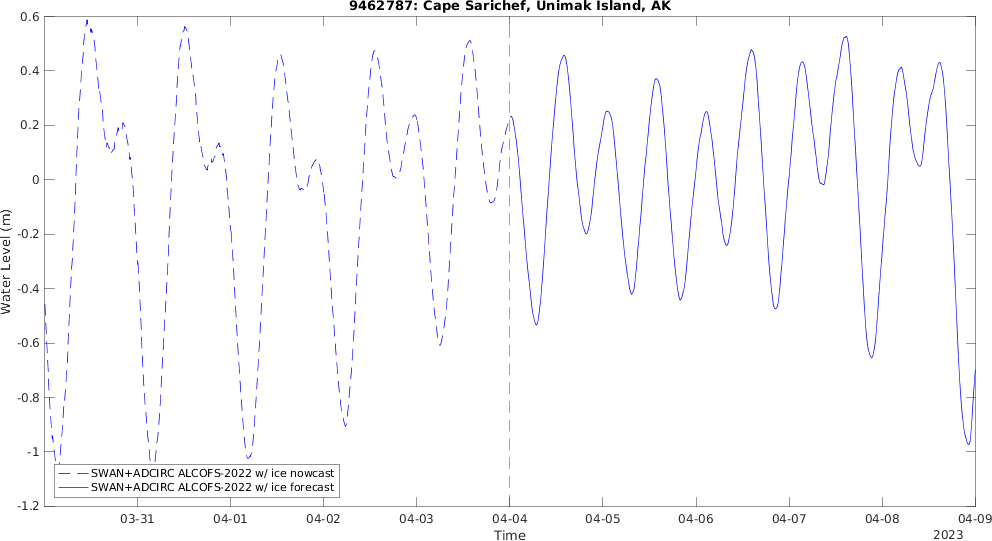 9462787: Cape Sarichef, Unimak Island, AK
0.6
0.4
0.2
0
-0.2
-0.4
-0.6
-0.8
-1
-1.2
Water Level (m)
SWAN+ADCIRC ALCOFS-2022 w/ ice nowcast
SWAN+ADCIRC ALCOFS-2022 w/ ice forecast
03-31 04-01 04-02 04-03 04-04 04-05 04-06 04-07 04-08 04-09
Time
2023